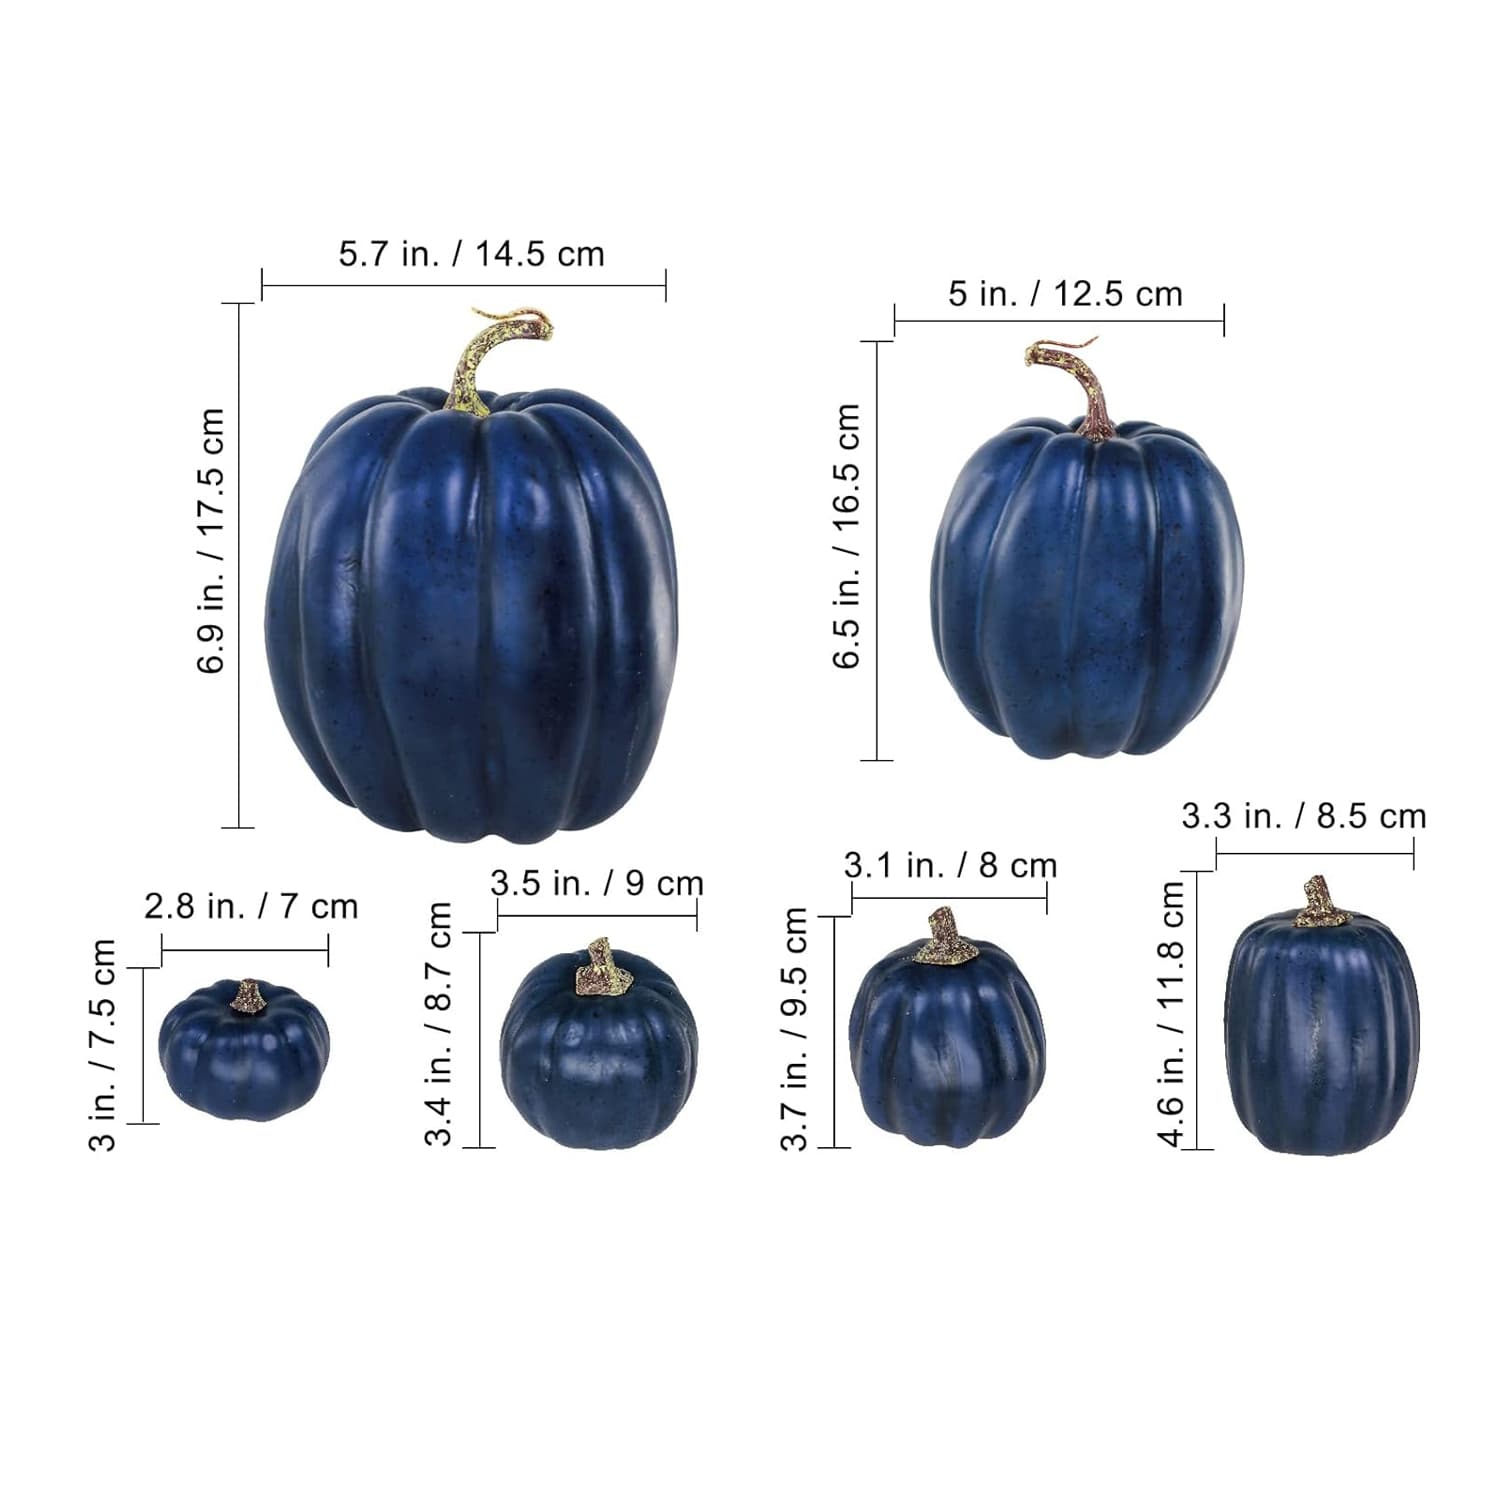 5.7 in. / 14.5 cm
6.9 in. / 17.5 cm
5 in. / 12.5 cm
6.5 in. / 16.5 cm
2.8 in. / 7 cm
3 in. / 7.5 cm
3.5 in. / 9 cm
3.4 in. / 8.7 cm
3.1 in. / 8 cm
3.7 in. / 9.5 cm
3.3 in. / 8.5 cm
4.6 in. / 11.8 cm